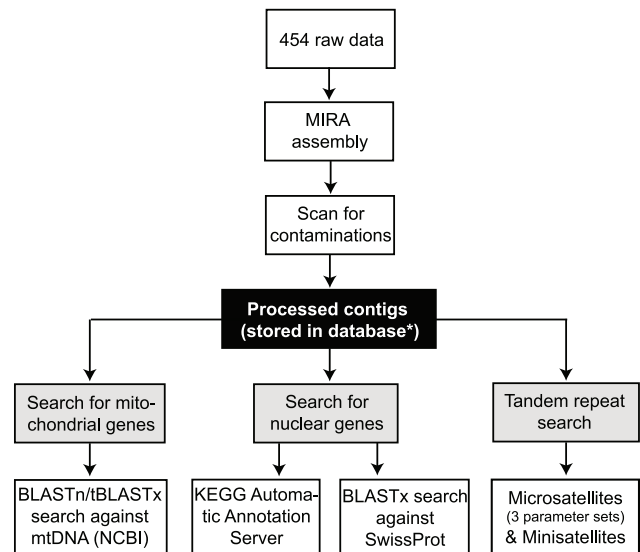 454 raw data
MIRA
assembly
Scan for
contaminations
Processed contigs
(stored in database*)
Search for mito-
chondrial genes
Search for
nuclear genes
Tandem repeat
search
BLASTn/tBLASTx
search against
mtDNA (NCBI)
KEGG Automa-
tic Annotation
Server
BLASTx search
against
SwissProt
Microsatellites
(3 parameter sets)
& Minisatellites